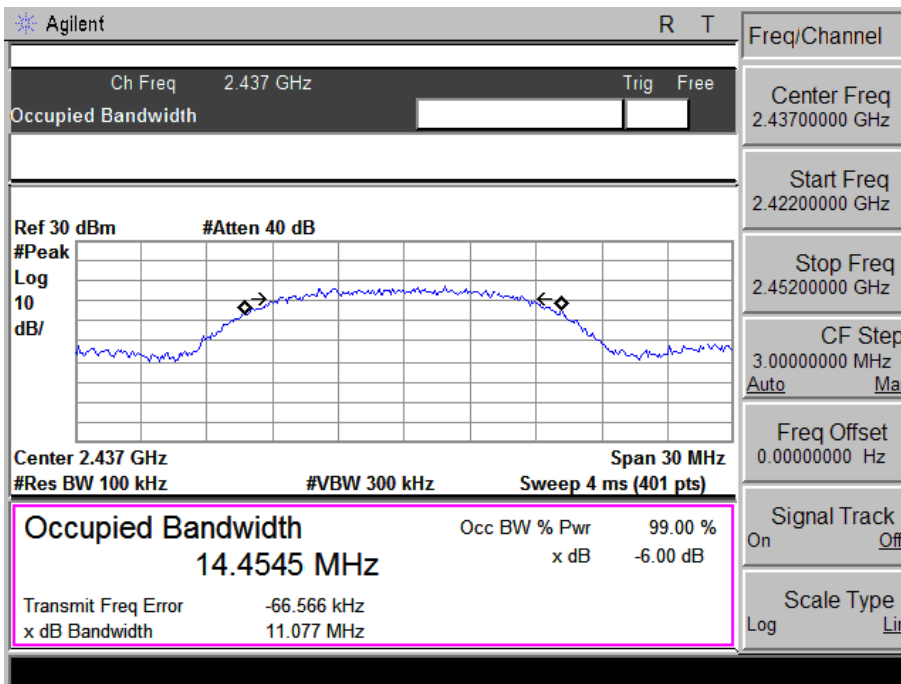 Agilent R T
Ch Freq 2.437 GHz Trig Free
Occupied Bandwidth
Ref 30 dBm #Atten 40 dB
#Peak
Log
10
dB/
Center 2.437 GHz Span 30 MHz
#Res BW 100 kHz #VBW 300 kHz Sweep 4 ms (401 pts)
Occupied Bandwidth
14.4545 MHz
Occ BW % Pwr 99.00 %
x dB -6.00 dB
Transmit Freq Error -66.566 kHz
x dB Bandwidth 11.077 MHz
Freq/Channel
Center Freq
2.43700000 GHz
Start Freq
2.42200000 GHz
Stop Freq
2.45200000 GHz
CF Step
3.00000000 MHz
Auto Ma
Freq Offset
0.00000000 Hz
Signal Track
On Off
Scale Type
Log Lin